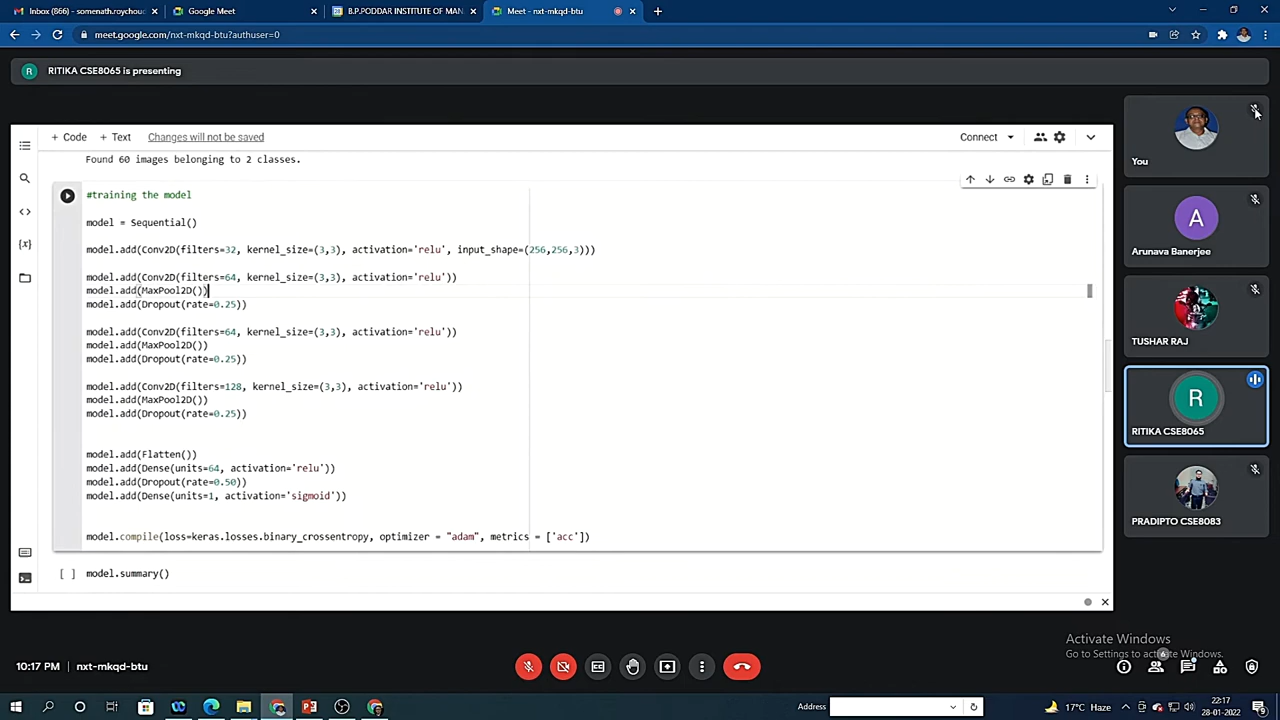 Inbox (866) - somenath.roychouc
Google Meet
B.P.PODDAR INSTITUTE OF MAN
Meet - nxt-mkqd-btu
meet.google.com/nxt-mkqd-btu?authuser=0
R RITIKA CSE8065 is presenting
+ Code + Text Changes will not be saved Connect
Found 60 images belonging to 2 classes.
#training the model
model = Sequential()
model.add(Conv2D(filters=32, kernel_size=(3,3), activation='relu', input_shape=(256,256,3)))
model.add(Conv2D(filters=64, kernel_size=(3,3), activation='relu'))
model.add(MaxPool2D())
model.add(Dropout(rate=0.25))
model.add(Conv2D(filters=64, kernel_size=(3,3), activation='relu'))
model.add(MaxPool2D())
model.add(Dropout(rate=0.25))
model.add(Conv2D(filters=128, kernel_size=(3,3), activation='relu'))
model.add(MaxPool2D())
model.add(Dropout(rate=0.25))
model.add(Flatten())
model.add(Dense(units=64, activation='relu'))
model.add(Dropout(rate=0.50))
model.add(Dense(units=1, activation='sigmoid'))
model.compile(loss=keras.losses.binary_crossentropy, optimizer = "adam", metrics = ['acc'])
[ ] model.summary()
You
A
Arunava Banerjee
TUSHAR RAJ
R
RITIKA CSE8065
PRADIPTO CSE8083
Activate Windows
Go to Settings to activate Windows.
10:17 PM | nxt-mkqd-btu
6
Address
17°C Haze
22:17
28-01-2022